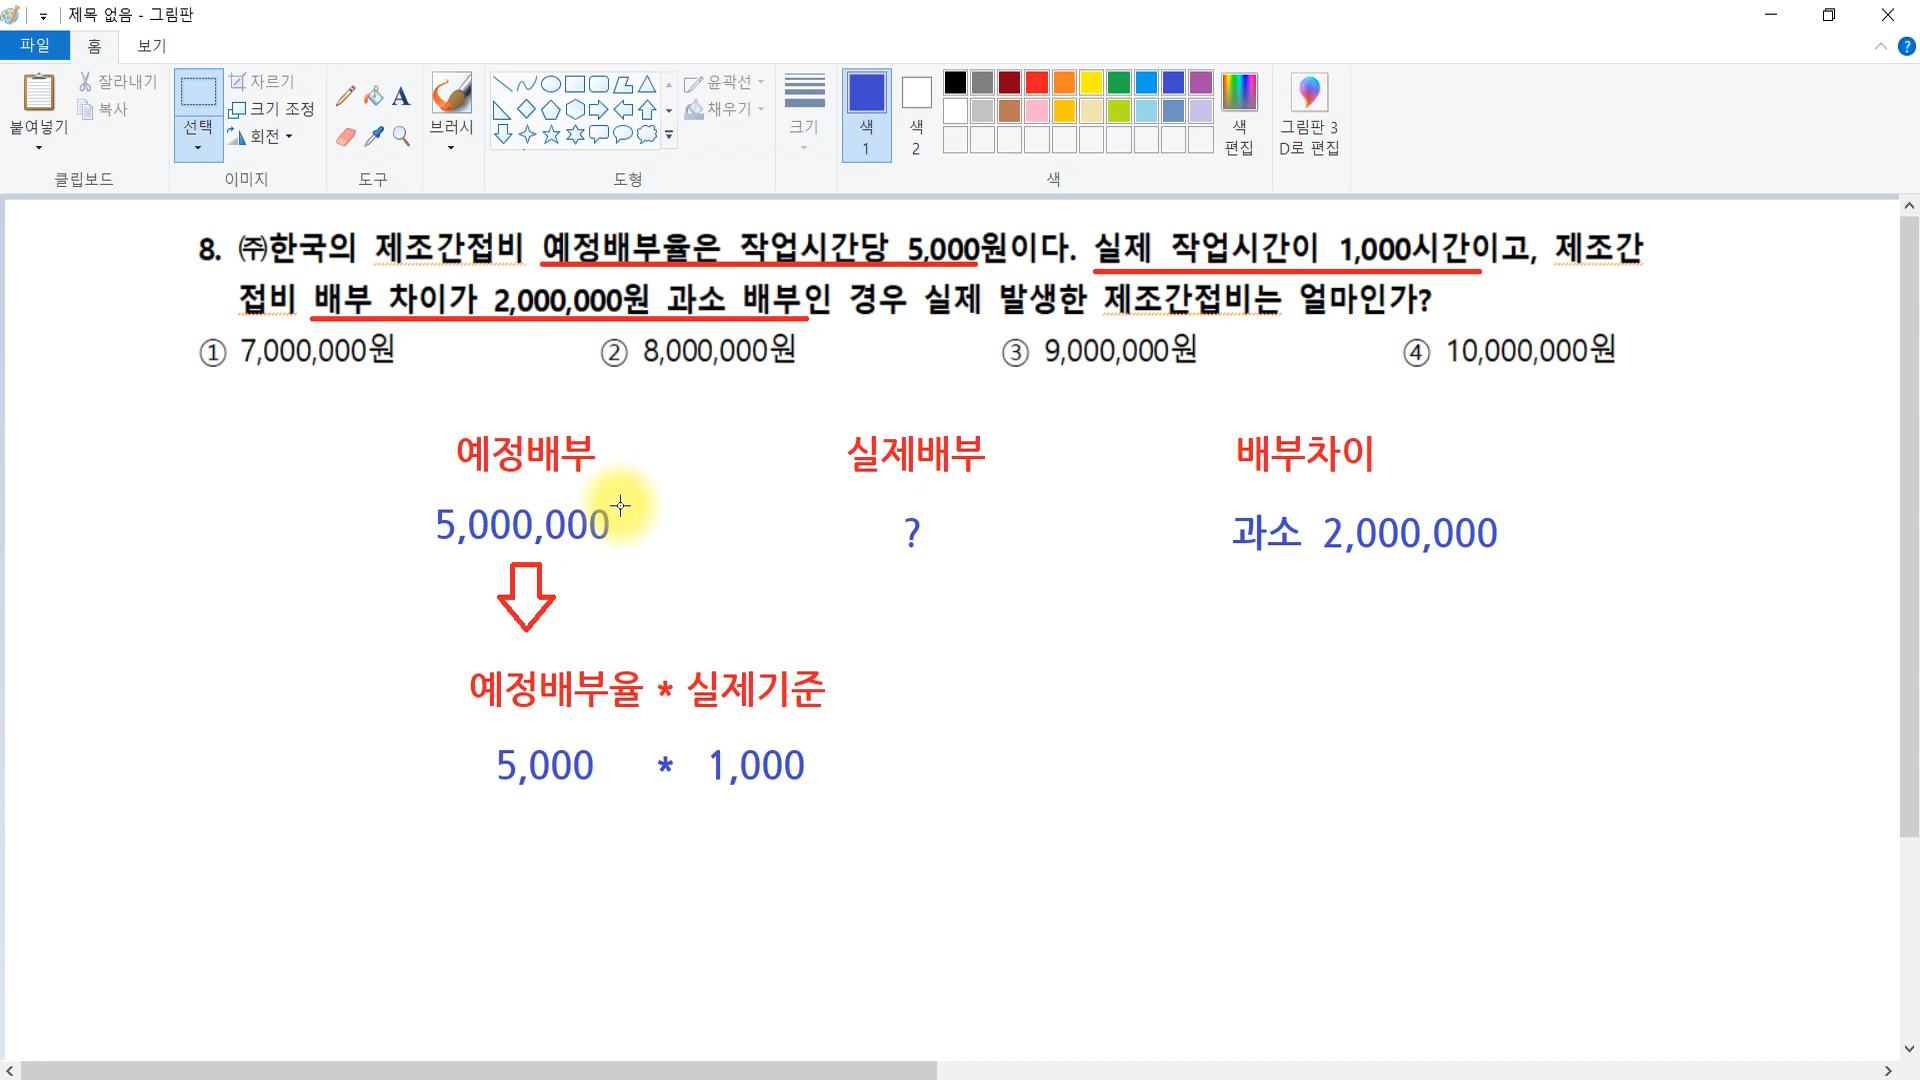 제목 없음 - 그림판
파일 홈 보기
붙여넣기
잘라내기
복사
클립보드
선택
자르기
크기 조정
회전
이미지
A
도구
브러시
윤곽선
채우기
도형
크기
색
1
색
2
색
편집
그림판 3
D로 편집
색
8. ㈜한국의 제조간접비 예정배부율은 작업시간당 5,000원이다. 실제 작업시간이 1,000시간이고, 제조간
접비 배부 차이가 2,000,000원 과소 배부인 경우 실제 발생한 제조간접비는 얼마인가?
① 7,000,000원 ② 8,000,000원 ③ 9,000,000원 ④ 10,000,000원
예정배부 실제배부 배부차이
5,000,000 ? 과소 2,000,000
예정배부율 * 실제기준
5,000 * 1,000